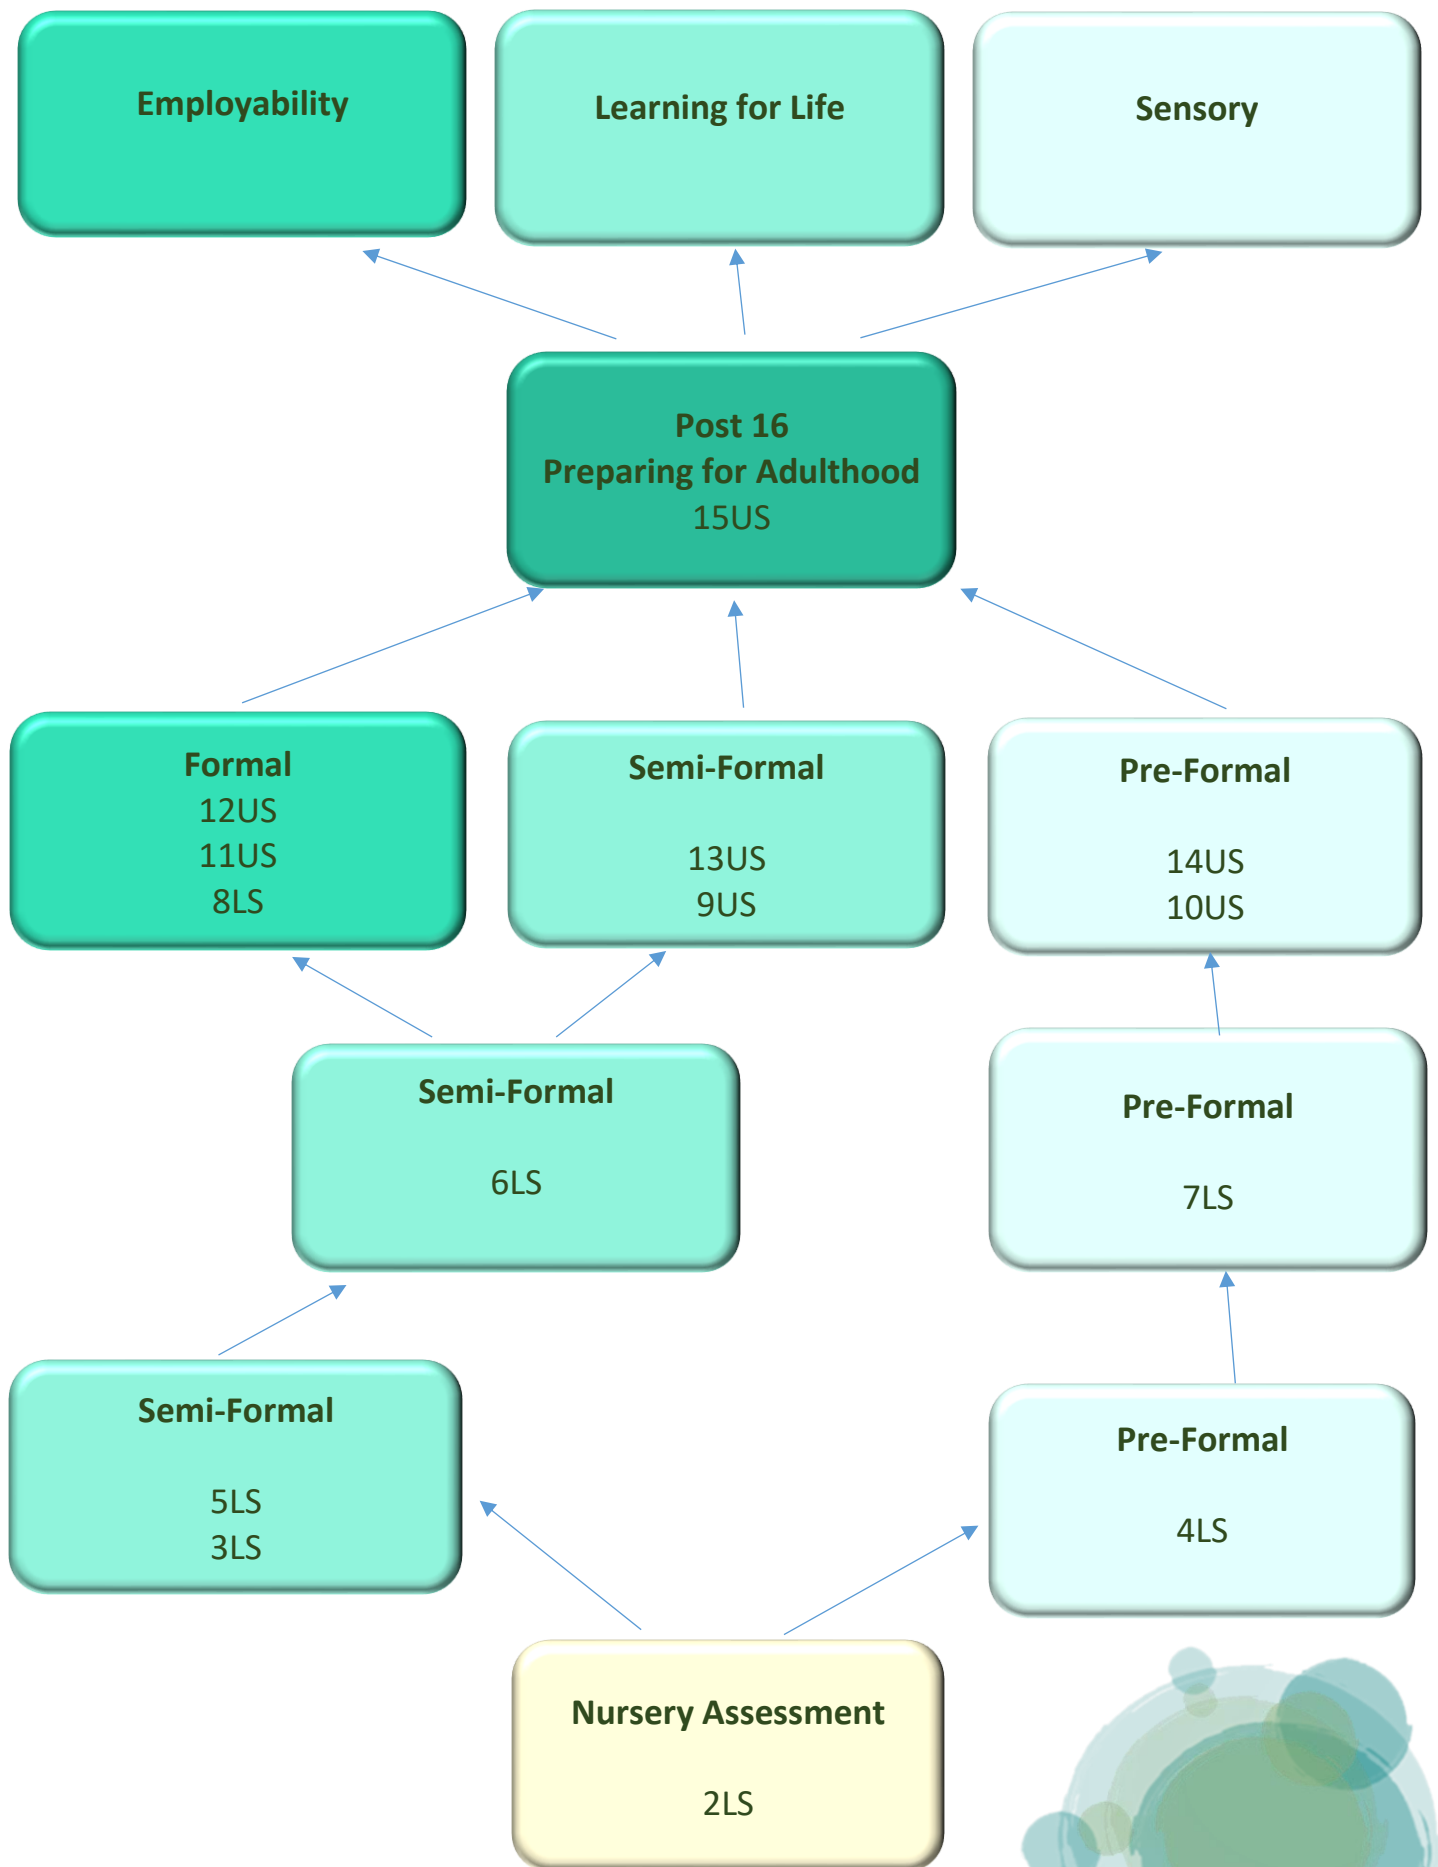 Employability
Learning for Life
Sensory
Post 16
Preparing for Adulthood
15US
Formal
12US
11US
8LS
Semi-Formal
13US
9US
Pre-Formal
14US
10US
Semi-Formal
6LS
Pre-Formal
7LS
Semi-Formal
5LS
3LS
Pre-Formal
4LS
Nursery Assessment
2LS